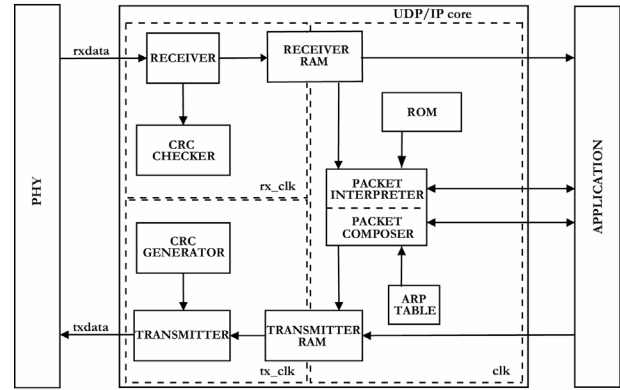 UDP/IP core
rxdata
RECEIVER
RECEIVER
RAM
ROM
CRC
CHECKER
rx_clk
PHY
PACKET
INTERPRETER
PACKET
COMPOSER
APPLICATION
CRC
GENERATOR
ARP
TABLE
txdata
TRANSMITTER
TRANSMITTER
RAM
tx_clk
clk